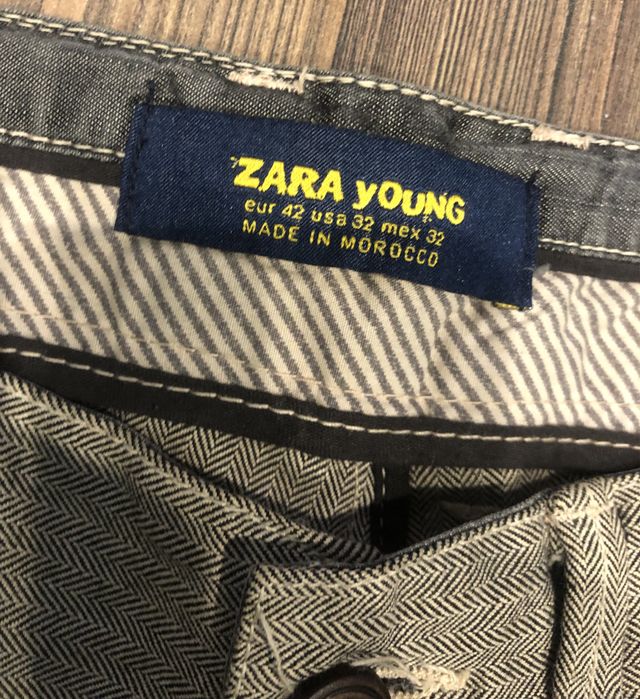 ZARA yOUNG
eur 42 usa 32 mex 32
MADE IN MOROCCO